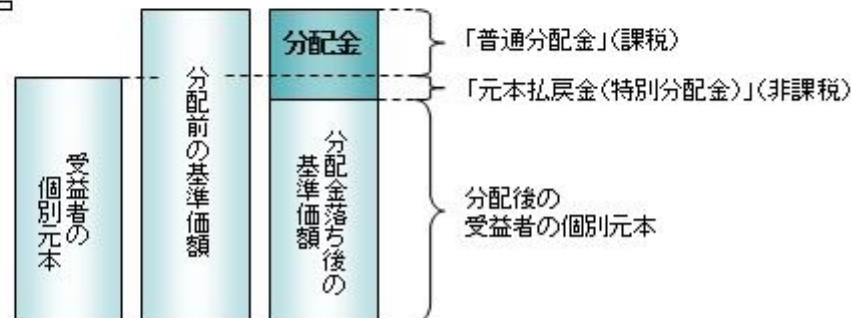 受益者の
個別元本
分配前の基準価額
分配金
分配金落ち後の
基準価額
「普通分配金」(課税)
「元本払戻金(特別分配金)」(非課税)
分配後の
受益者の個別元本